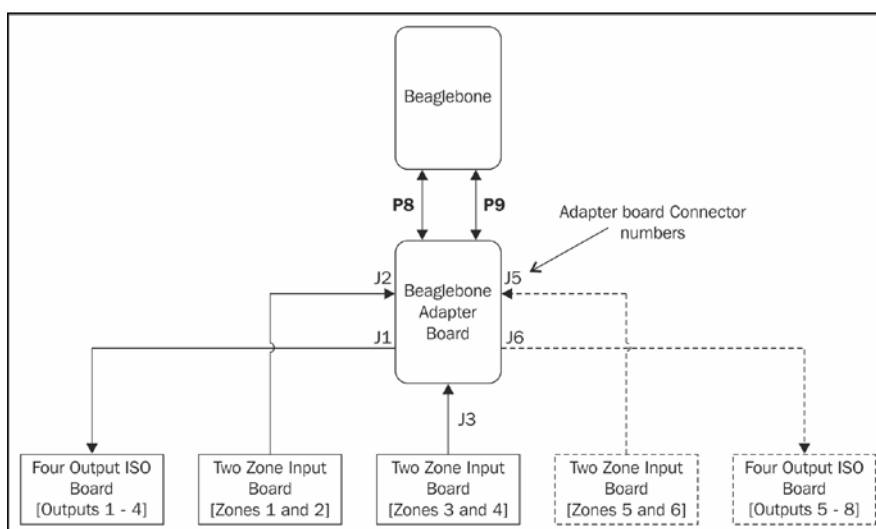 Beaglebone
P8
P9
Adapter board Connector
numbers
J2
J5
Beaglebone
Adapter
Board
J1
J6
J3
Four Output ISO
Board
[Outputs 1 - 4]
Two Zone Input
Board
[Zones 1 and 2]
Two Zone Input
Board
[Zones 3 and 4]
Two Zone Input
Board
[Zones 5 and 6]
Four Output ISO
Board
[Outputs 5 - 8]